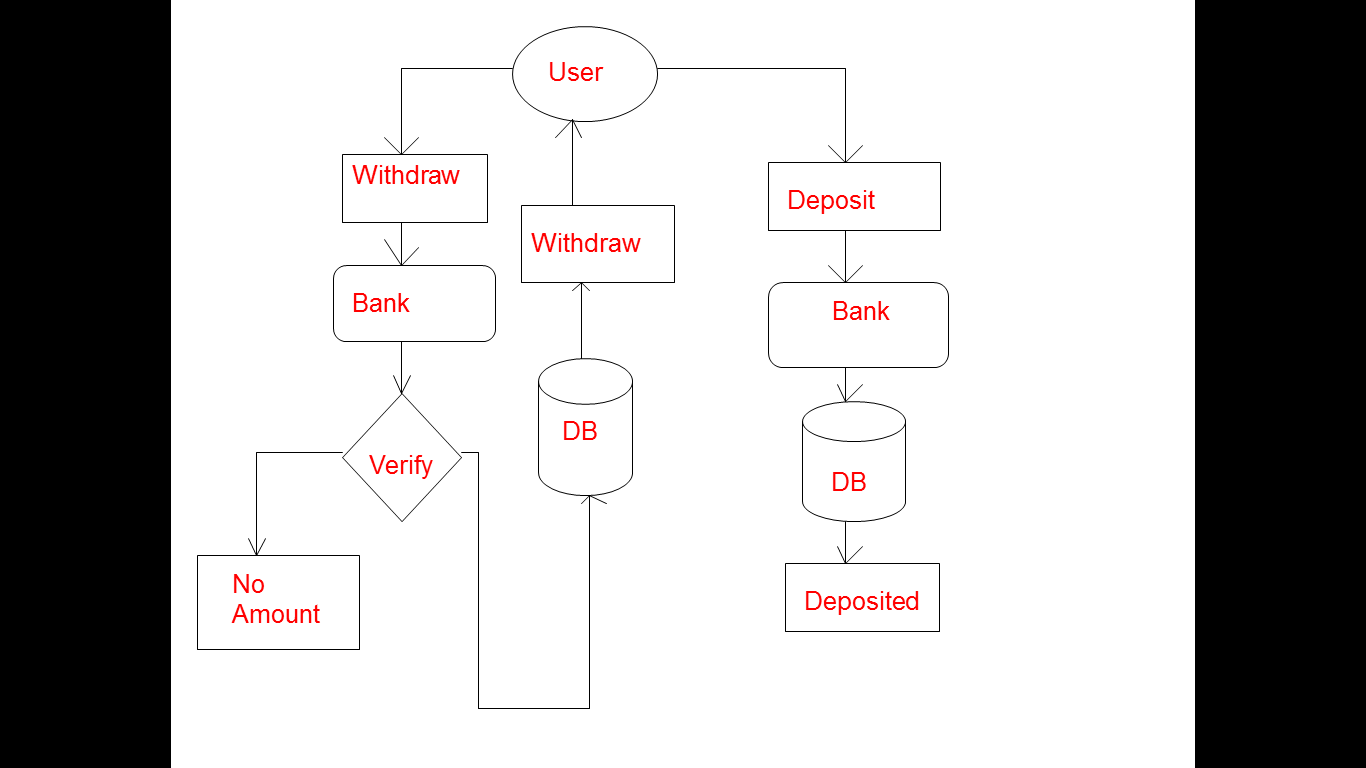 User
Withdraw
Deposit
Withdraw
Bank
Bank
DB
Verify
DB
No
Amount
Deposited